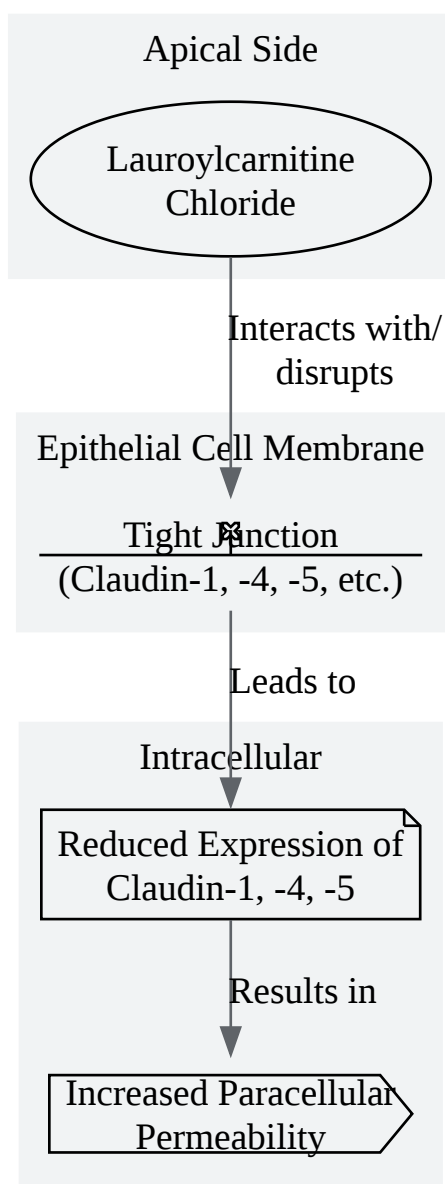 Apical Side
Lauroylcarnitine
Chloride
Interacts with/
disrupts
Epithelial Cell Membrane
Tight Junction
(Claudin-1, -4, -5, etc.)
Leads to
Intracellular
Reduced Expression of
Claudin-1, -4, -5
Results in
Increased Paracellular
Permeability